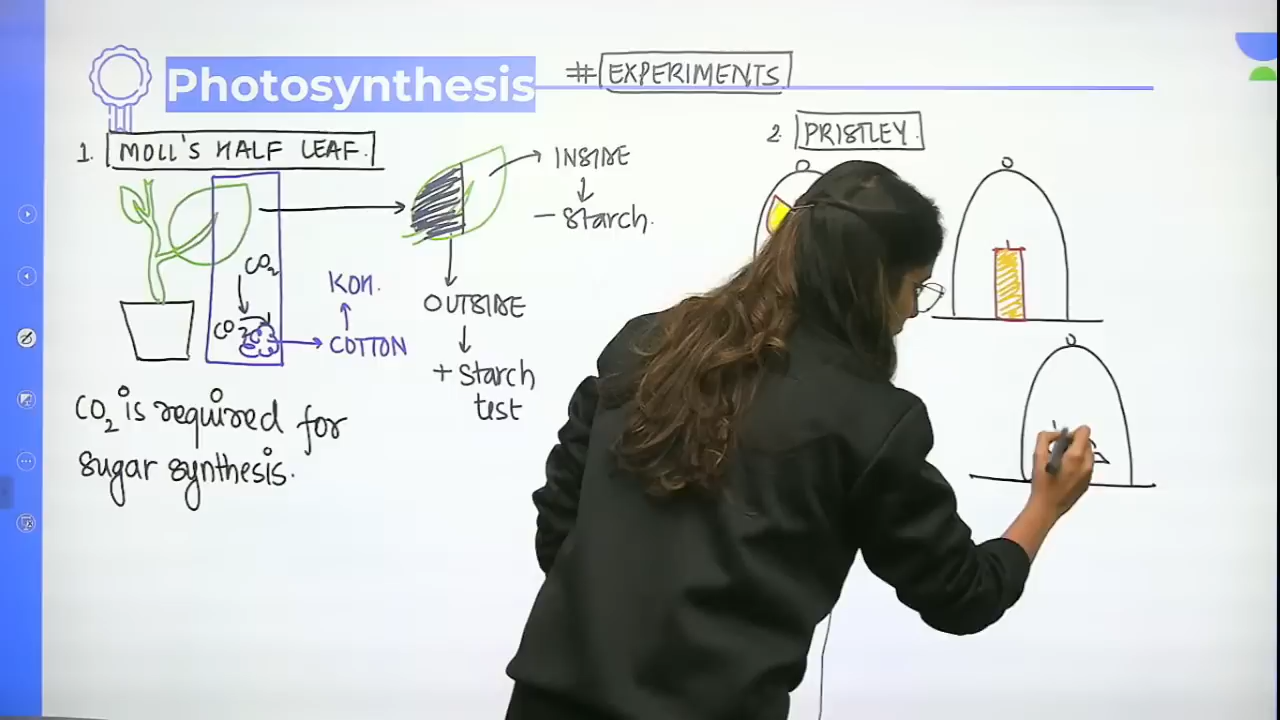 Photosynthesis
# EXPERIMENTS
1. MOLL'S HALF LEAF.
2. PRISTLEY.
INSIDE
- Starch.
CO2
CO2
KOH.
COTTON
OUTSIDE
+ Starch
test
CO2 is required for
sugar synthesis.